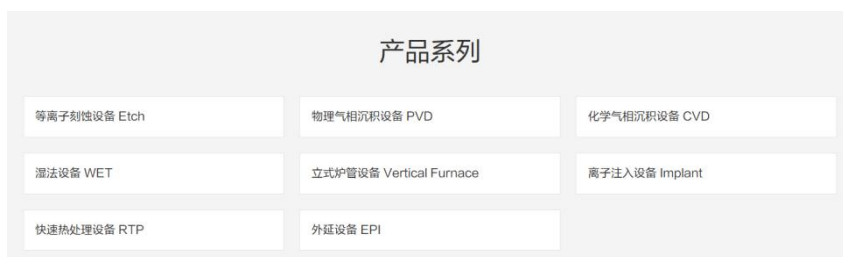 产品系列
等离子刻蚀设备 Etch
物理气相沉积设备 PVD
化学气相沉积设备 CVD
湿法设备 WET
立式炉管设备 Vertical Furnace
离子注入设备 Implant
快速热处理设备 RTP
外延设备 EPI